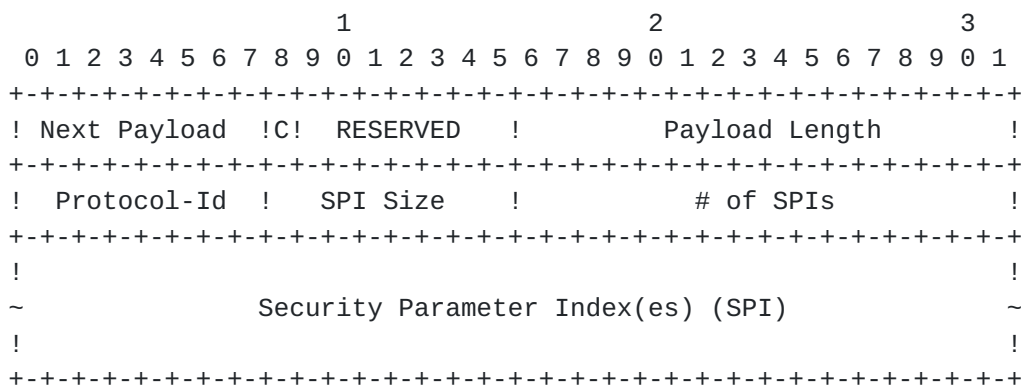 1                   2                   3
 0 1 2 3 4 5 6 7 8 9 0 1 2 3 4 5 6 7 8 9 0 1 2 3 4 5 6 7 8 9 0 1
+-+-+-+-+-+-+-+-+-+-+-+-+-+-+-+-+-+-+-+-+-+-+-+-+-+-+-+-+-+-+-+-+
! Next Payload  !C!  RESERVED   !         Payload Length        !
+-+-+-+-+-+-+-+-+-+-+-+-+-+-+-+-+-+-+-+-+-+-+-+-+-+-+-+-+-+-+-+-+
!  Protocol-Id  !   SPI Size    !           # of SPIs           !
+-+-+-+-+-+-+-+-+-+-+-+-+-+-+-+-+-+-+-+-+-+-+-+-+-+-+-+-+-+-+-+-+
!                                                               !
~               Security Parameter Index(es) (SPI)              ~
!                                                               !
+-+-+-+-+-+-+-+-+-+-+-+-+-+-+-+-+-+-+-+-+-+-+-+-+-+-+-+-+-+-+-+-+